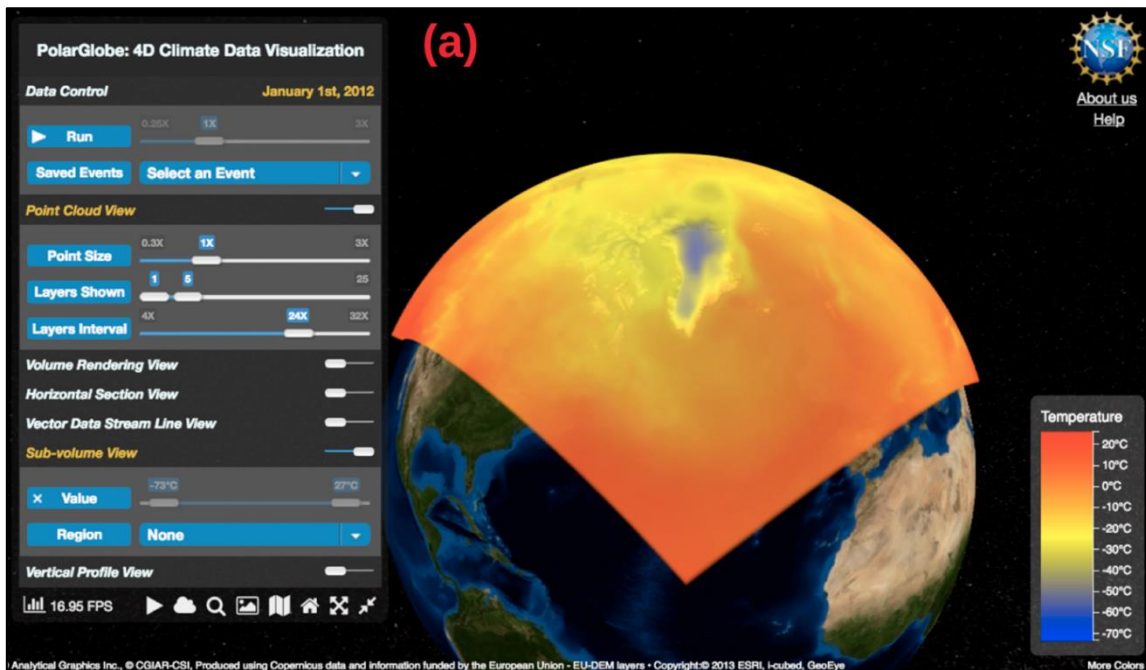 (a)
PolarGlobe: 4D Climate Data Visualization
Data Control January 1st, 2012
0.25X 1X 3X
Run
Saved Events Select an Event
Point Cloud View
0.3X 1X 3X
Point Size
1 5 25
Layers Shown
4X 24X 32X
Layers Interval
Volume Rendering View
Horizontal Section View
Vector Data Stream Line View
Sub-volume View
-73°C 27°C
× Value
Region None
Vertical Profile View
16.95 FPS
NSF
About us
Help
Temperature
20°C
10°C
0°C
-10°C
-20°C
-30°C
-40°C
-50°C
-60°C
-70°C
Analytical Graphics Inc., © CGIAR-CSI, Produced using Copernicus data and information funded by the European Union - EU-DEM layers • Copyright:© 2013 ESRI, i-cubed, GeoEye
More Colors